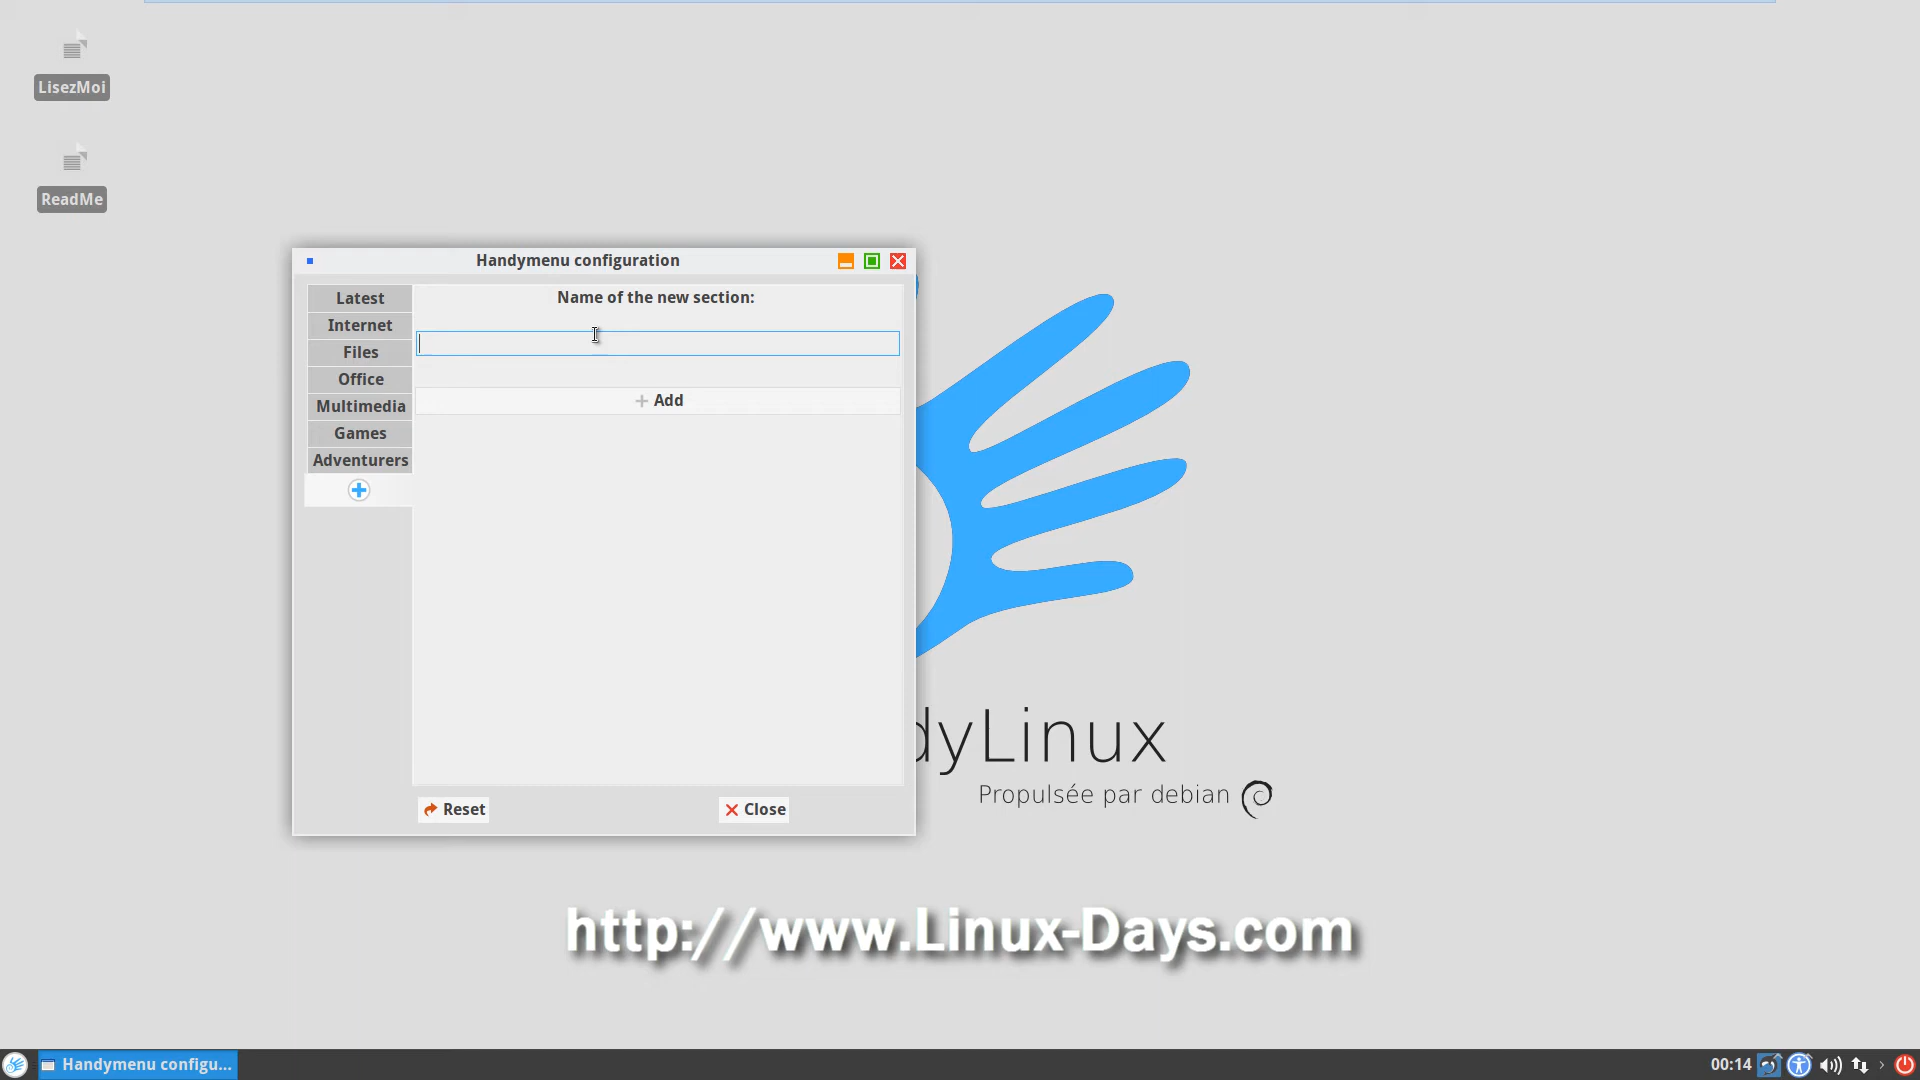 LisezMoi
ReadMe
Handymenu configuration
Latest
Internet
Files
Office
Multimedia
Games
Adventurers
Name of the new section:
Add
Reset
Close
dyLinux
Propulsée par debian
http://www.Linux-Days.com
Handymenu configu...
00:14